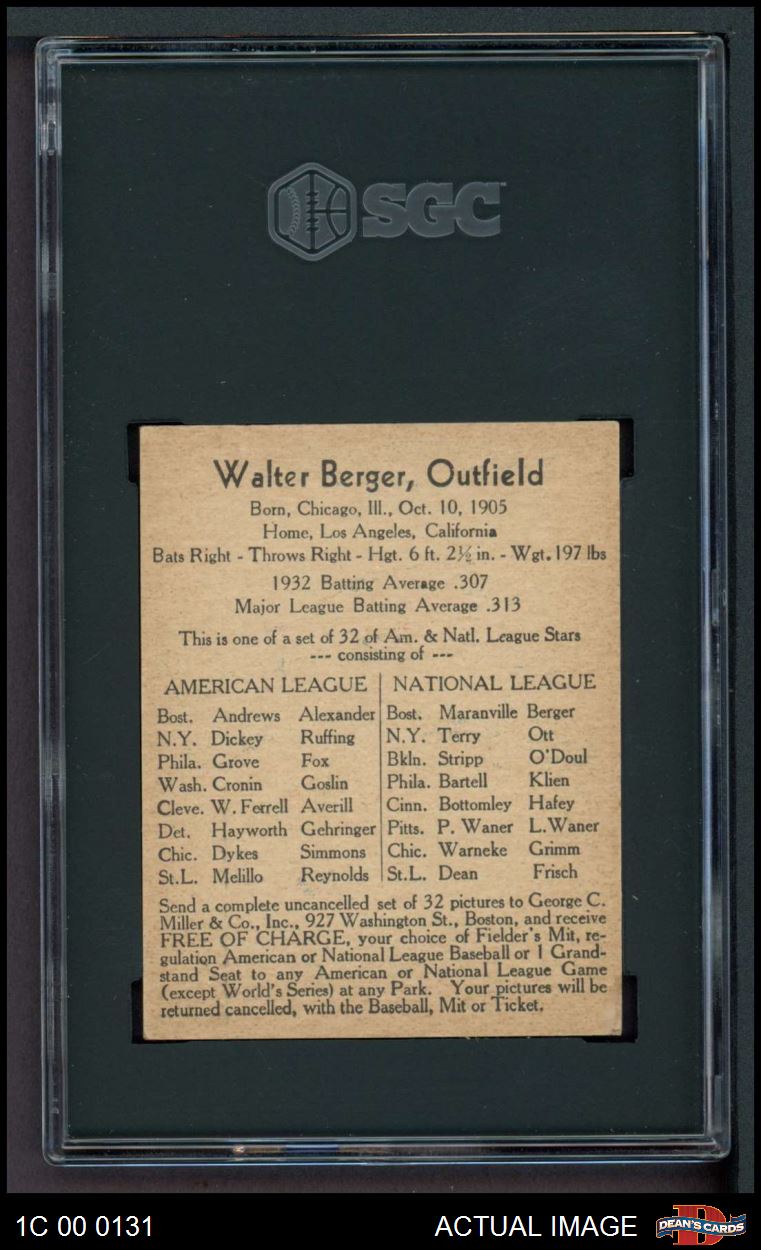 SGC
Walter Berger, Outfield
Born, Chicago, Ill., Oct. 10, 1905
Home, Los Angeles, California
Bats Right - Throws Right - Hgt. 6 ft. 2½ in. - Wgt. 197 lbs
1932 Batting Average .307
Major League Batting Average .313
This is one of a set of 32 of Am. & Natl. League Stars
--- consisting of ---
AMERICAN LEAGUE | NATIONAL LEAGUE
Bost. Andrews Alexander | Bost. Maranville Berger
N.Y. Dickey Ruffing | N.Y. Terry Ott
Phila. Grove Fox | Bkln. Stripp O'Doul
Wash. Cronin Goslin | Phila. Bartell Klien
Cleve. W. Ferrell Averill | Cinn. Bottomley Hafey
Det. Hayworth Gehringer | Pitts. P. Waner L. Waner
Chic. Dykes Simmons | Chic. Warneke Grimm
St.L. Melillo Reynolds | St.L. Dean Frisch
Send a complete uncancelled set of 32 pictures to George C.
Miller & Co., Inc., 927 Washington St., Boston, and receive
FREE OF CHARGE, your choice of Fielder's Mit, re-
gulation American or National League Baseball or 1 Grand-
stand Seat to any American or National League Game
(except World's Series) at any Park. Your pictures will be
returned cancelled, with the Baseball, Mit or Ticket.
1C 00 0131
ACTUAL IMAGE
DEAN'S CARDS